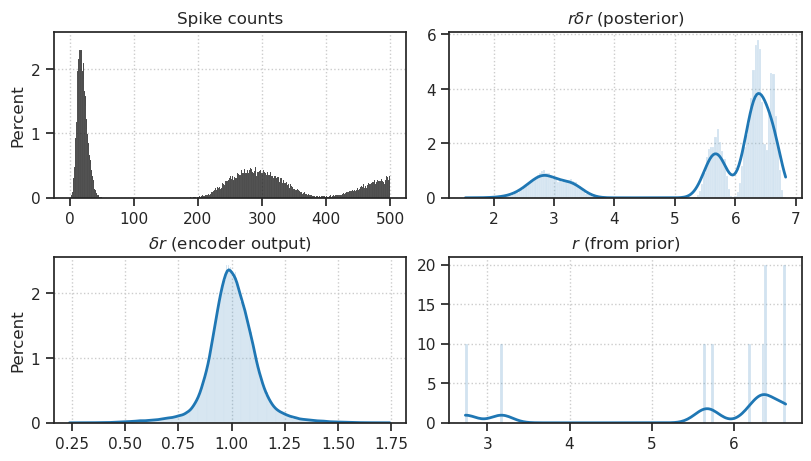 Spike counts
Percent
2
1
0
0 100 200 300 400 500
rδr (posterior)
6
4
2
0
2 3 4 5 6 7
δr (encoder output)
Percent
2
1
0
0.25 0.50 0.75 1.00 1.25 1.50 1.75
r (from prior)
20
15
10
5
0
3 4 5 6